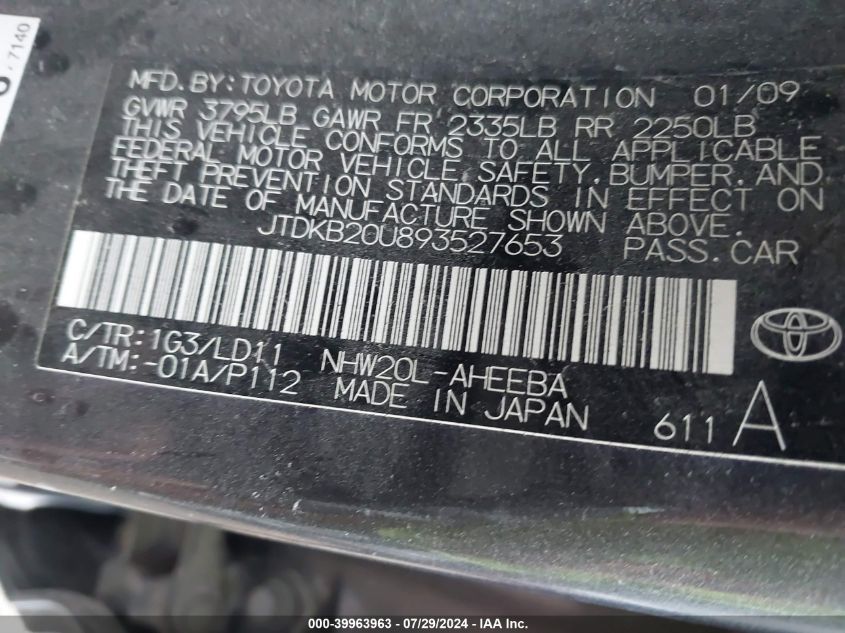 7140
MFD.BY:TOYOTA MOTOR CORPORATION 01/09
GVWR 3795LB GAWR FR 2335LB RR 2250LB
THIS VEHICLE CONFORMS TO ALL APPLICABLE
FEDERAL MOTOR VEHICLE SAFETY,BUMPER,AND
THEFT PREVENTION STANDARDS IN EFFECT ON
THE DATE OF MANUFACTURE SHOWN ABOVE.
JTDKB20U893527653 PASS.CAR
C/TR:1G3/LD11 NHW20L-AHEEBA
A/TM:-01A/P112 MADE IN JAPAN 611 A
000-39963963 / 07/29/2024 - IAA Inc.